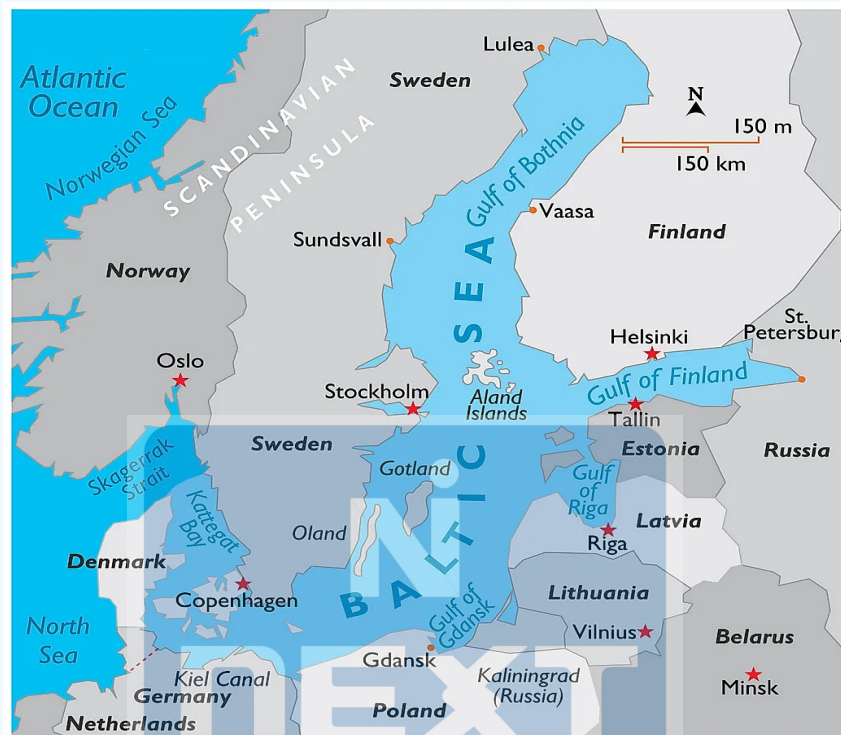 Lulea
Sweden
Atlantic
Ocean
Norwegian Sea
SCANDINAVIAN
PENINSULA
N
150 m
150 km
Gulf of Bothnia
Vaasa
Sundsvall
Finland
Norway
SEA
St.
Petersbur
Helsinki
Oslo
Gulf of Finland
Stockholm
Aland
Islands
Tallin
Sweden
Estonia
Russia
Skagerrak
Strait
Gotland
Gulf
of
Riga
Kattegat
Bay
Oland
Latvia
Riga
Denmark
BALTIC
Copenhagen
Lithuania
Gulf of
Gdansk
North
Sea
Vilnius
Belarus
Gdansk
Kiel Canal
Kaliningrad
(Russia)
Minsk
Germany
Poland
Netherlands
N
NEXT